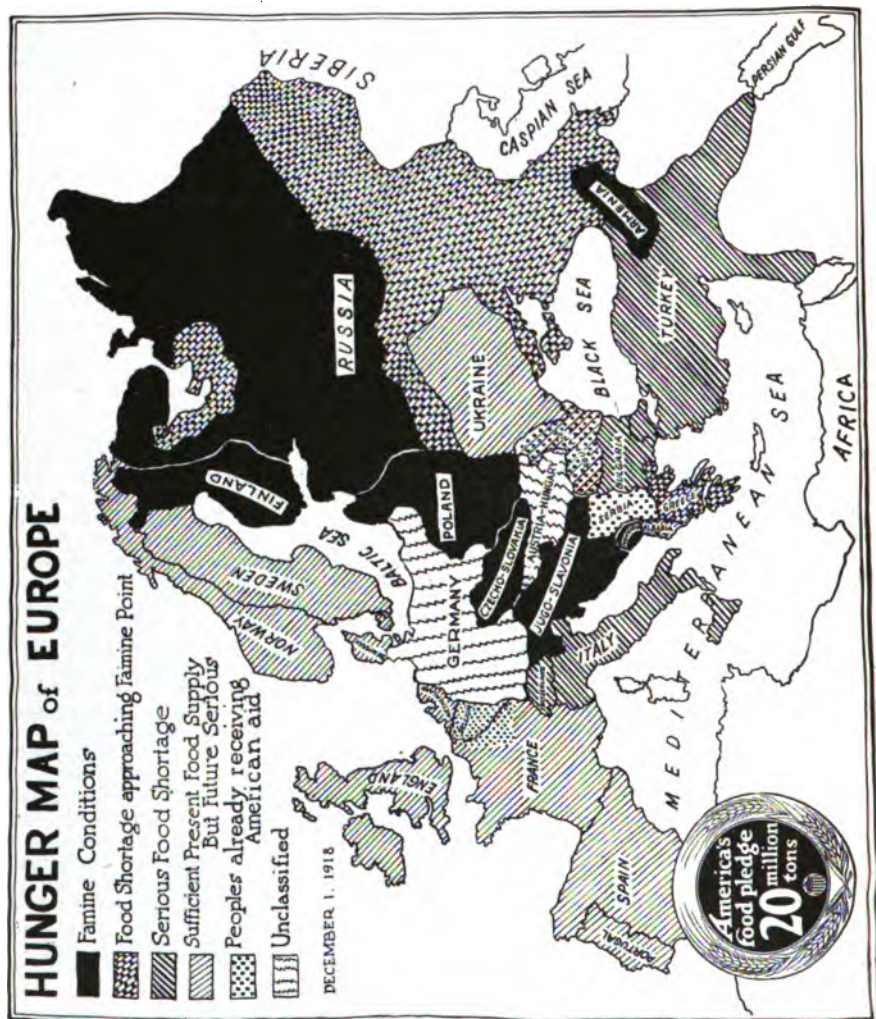 HUNGER MAP of EUROPE
Famine Conditions
Food Shortage approaching Famine Point
Serious Food Shortage
Sufficient Present Food Supply
But Future Serious
Peoples already receiving
American aid
Unclassified
DECEMBER 1. 1918
SIBERIA
RUSSIA
FINLAND
SWEDEN
NORWAY
BALTIC SEA
ENGLAND
GERMANY
POLAND
UKRAINE
CASPIAN SEA
CZECHO-SLOVAKIA
AUSTRIA-HUNGARY
JUGO-SLAVONIA
SERBIA
BULGARIA
GREECE
BLACK SEA
ARMENIA
TURKEY
PERSIAN GULF
FRANCE
ITALY
SPAIN
PORTUGAL
MEDITERRANEAN SEA
AFRICA
America's
food pledge
20 million
tons